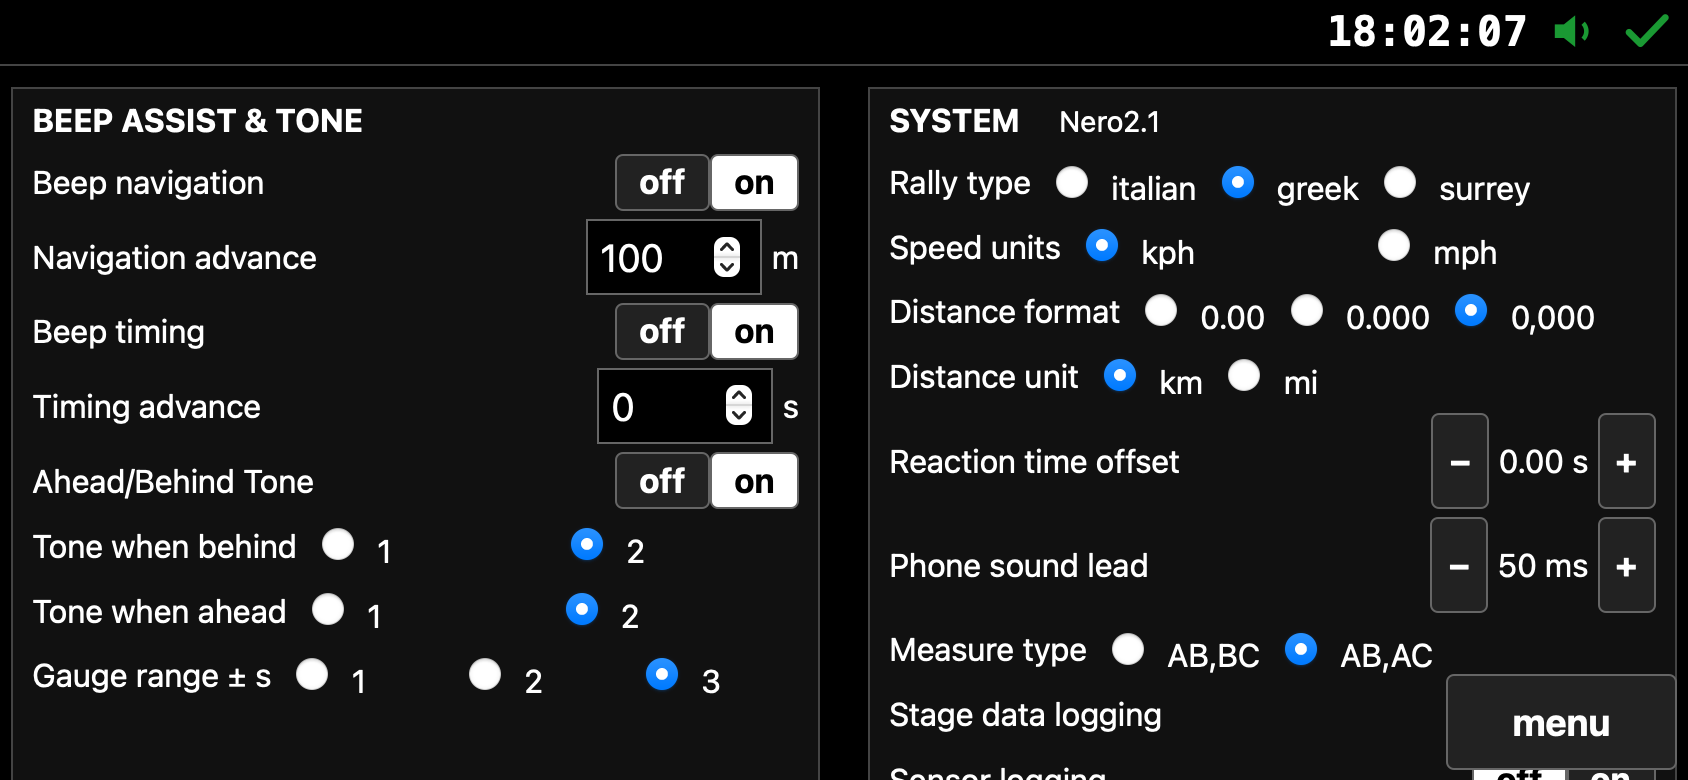 18:02:07
BEEP ASSIST & TONE
Beep navigation off on
Navigation advance 100 m
Beep timing off on
Timing advance 0 s
Ahead/Behind Tone off on
Tone when behind 1 2
Tone when ahead 1 2
Gauge range ± s 1 2 3
SYSTEM Nero2.1
Rally type italian greek surrey
Speed units kph mph
Distance format 0.00 0.000 0,000
Distance unit km mi
Reaction time offset − 0.00 s +
Phone sound lead − 50 ms +
Measure type AB,BC AB,AC
Stage data logging
menu
Sensor logging off on